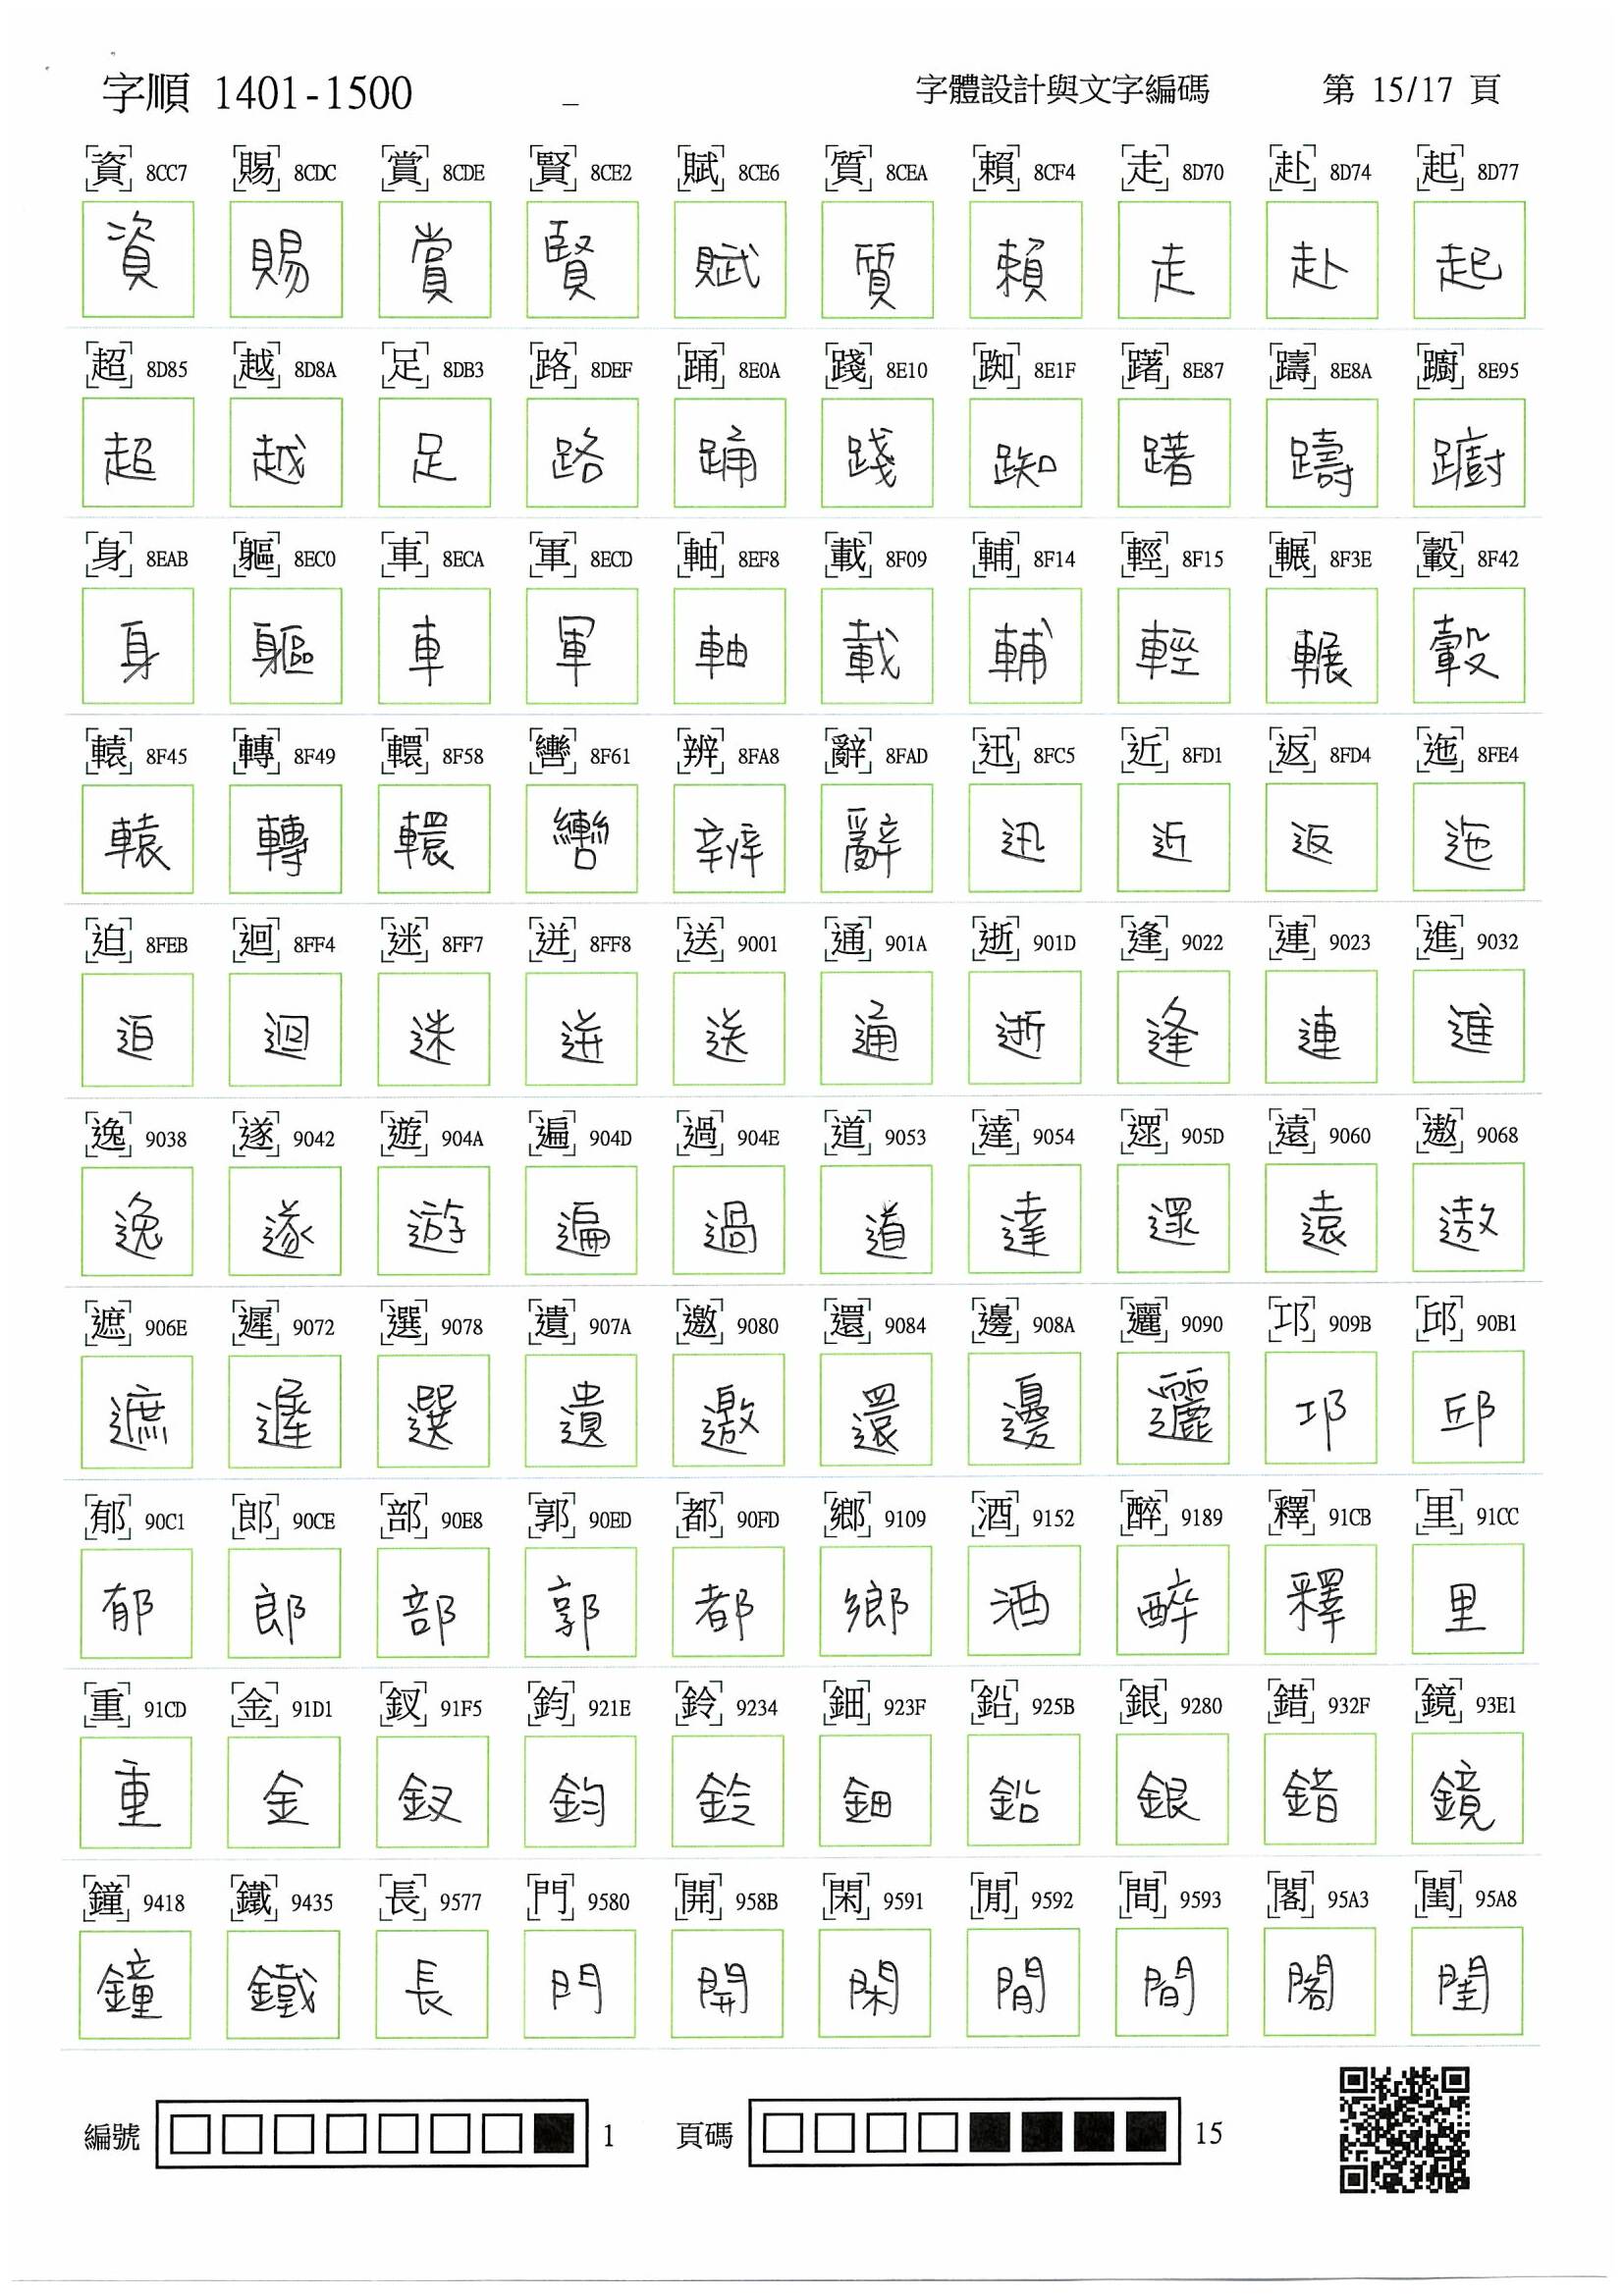 字順 1401-1500 字體設計與文字編碼 第 15/17 頁
資 8CC7 賜 8CDC 賞 8CDE 賢 8CE2 賦 8CE6 質 8CEA 賴 8CF4 走 8D70 赴 8D74 起 8D77
資 賜 賞 賢 賦 質 賴 走 赴 起
超 8D85 越 8D8A 足 8DB3 路 8DEF 踊 8E0A 踐 8E10 踟 8E1F 躇 8E87 躊 8E8A 躕 8E95
超 越 足 路 踊 踐 踟 躇 躊 躕
身 8EAB 軀 8EC0 車 8ECA 軍 8ECD 軸 8EF8 載 8F09 輔 8F14 輕 8F15 輾 8F3E 轂 8F42
身 軀 車 軍 軸 載 輔 輕 輾 轂
轅 8F45 轉 8F49 轘 8F58 轡 8F61 辨 8FA8 辭 8FAD 迅 8FC5 近 8FD1 返 8FD4 迤 8FE4
轅 轉 轘 轡 辨 辭 迅 近 返 迤
迫 8FEB 迴 8FF4 迷 8FF7 迸 8FF8 送 9001 通 901A 逝 901D 逢 9022 連 9023 進 9032
迫 迴 迷 迸 送 通 逝 逢 連 進
逸 9038 遂 9042 遊 904A 遍 904D 過 904E 道 9053 達 9054 遝 905D 遠 9060 遨 9068
逸 遂 遊 遍 過 道 達 遝 遠 遨
遮 906E 遲 9072 選 9078 遺 907A 邀 9080 還 9084 邊 908A 邐 9090 邛 909B 邱 90B1
遮 遲 選 遺 邀 還 邊 邐 邛 邱
郁 90C1 郎 90CE 部 90E8 郭 90ED 都 90FD 鄉 9109 酒 9152 醉 9189 釋 91CB 里 91CC
郁 郎 部 郭 都 鄉 酒 醉 釋 里
重 91CD 金 91D1 釵 91F5 鈞 921E 鈴 9234 鈿 923F 鉛 925B 銀 9280 錯 932F 鏡 93E1
重 金 釵 鈞 鈴 鈿 鉛 銀 錯 鏡
鐘 9418 鐵 9435 長 9577 門 9580 開 958B 閑 9591 閒 9592 間 9593 閣 95A3 閨 95A8
鐘 鐵 長 門 開 閑 閒 間 閣 閨
編號 1 頁碼 15